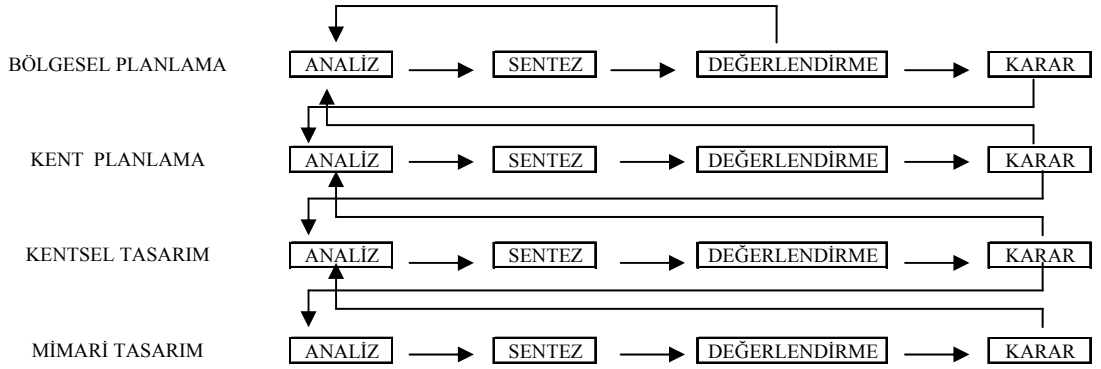 BÖLGESEL PLANLAMA ANALİZ SENTEZ DEĞERLENDİRME KARAR
KENT PLANLAMA ANALİZ SENTEZ DEĞERLENDİRME KARAR
KENTSEL TASARIM ANALİZ SENTEZ DEĞERLENDİRME KARAR
MİMARİ TASARIM ANALİZ SENTEZ DEĞERLENDİRME KARAR